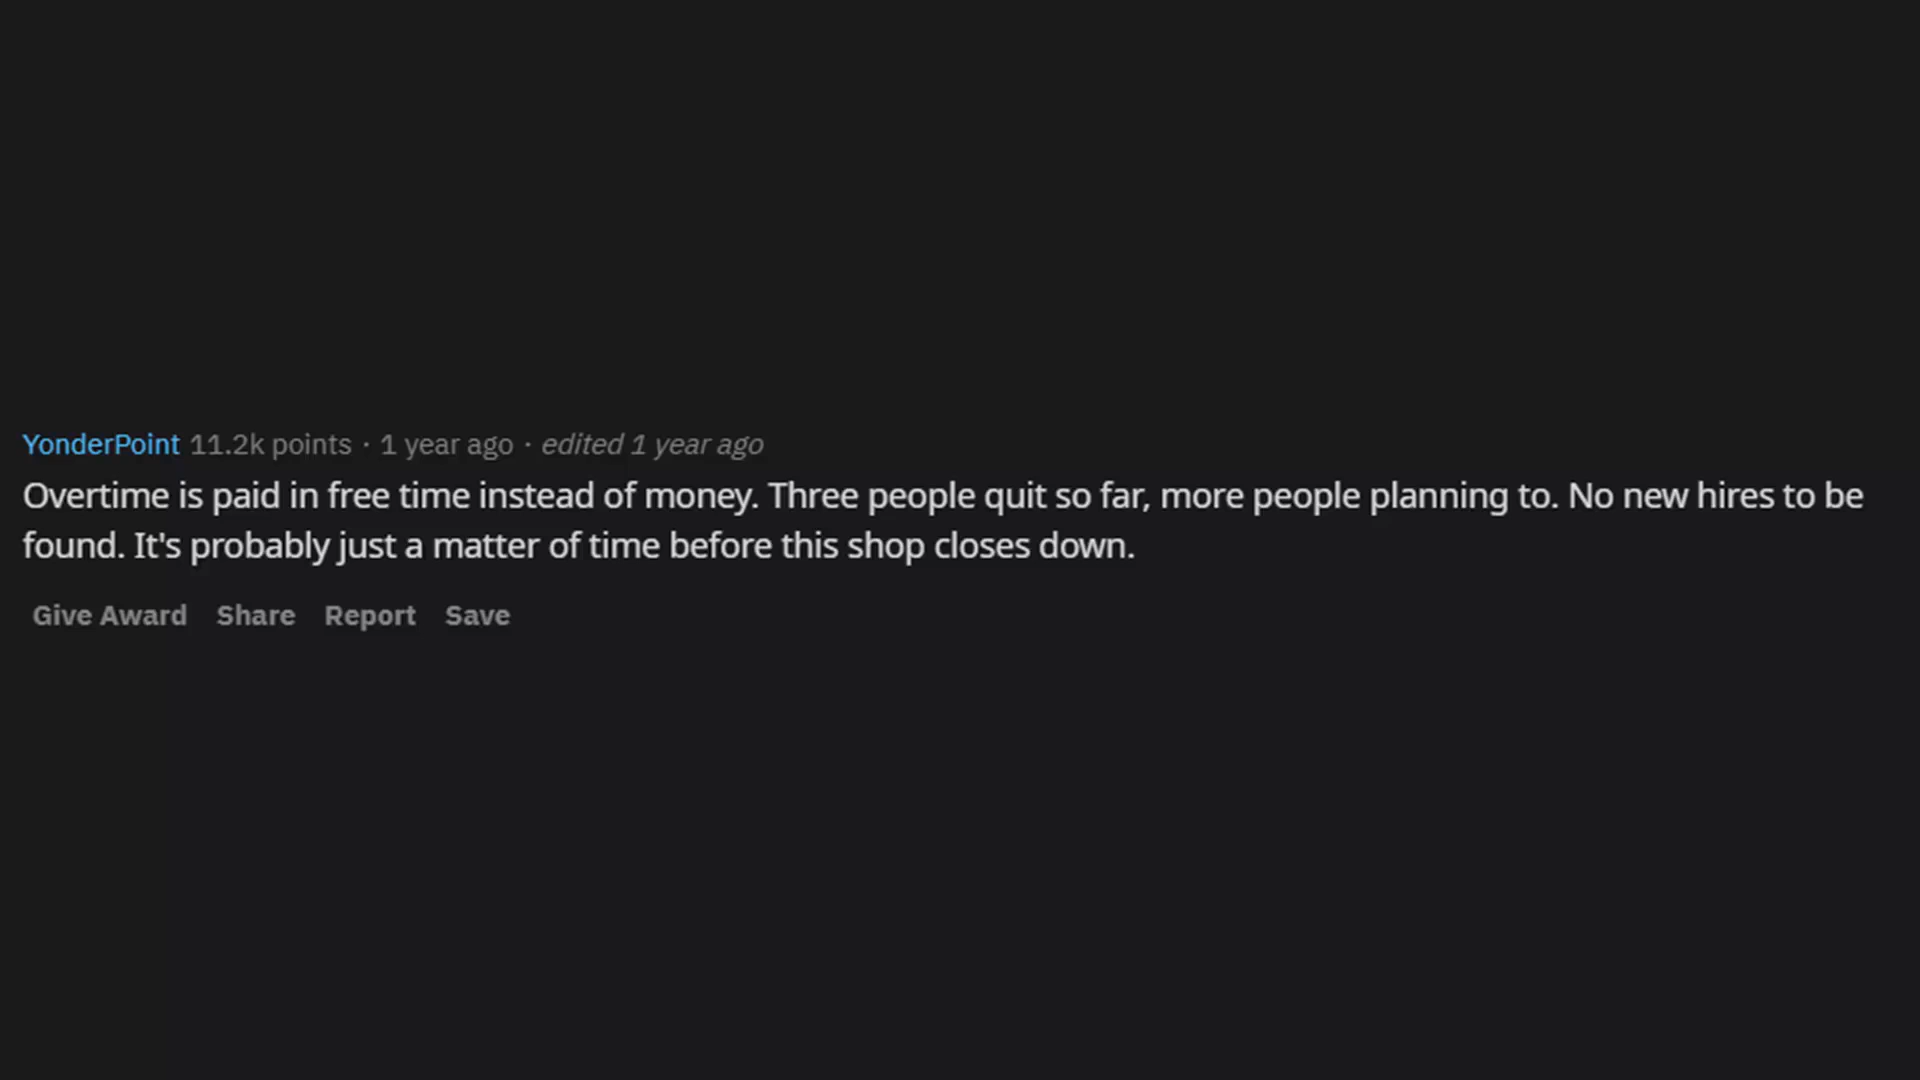 YonderPoint 11.2k points · 1 year ago · edited 1 year ago
Overtime is paid in free time instead of money. Three people quit so far, more people planning to. No new hires to be
found. It's probably just a matter of time before this shop closes down.
Give Award Share Report Save